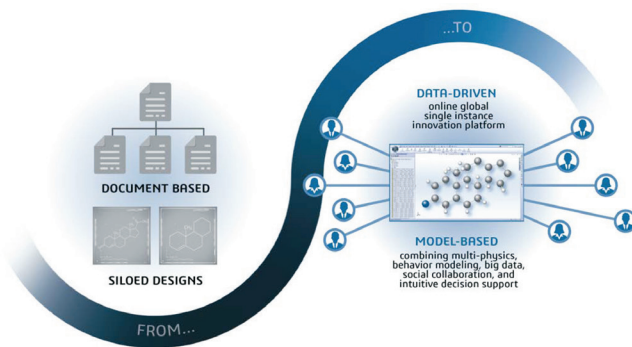 ...TO
DOCUMENT BASED
SILOED DESIGNS
FROM...
DATA-DRIVEN
online global
single instance
innovation platform
MODEL-BASED
combining multi-physics,
behavior modeling, big data,
social collaboration, and
intuitive decision support